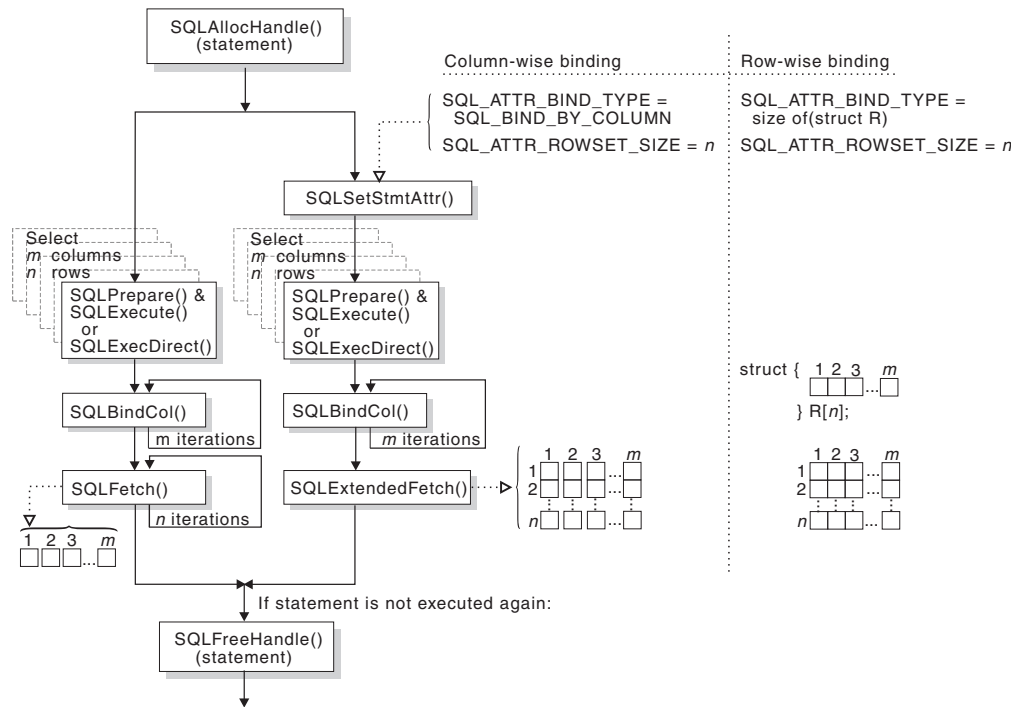 SQLAllocHandle()
(statement)
Column-wise binding
Row-wise binding
SQL_ATTR_BIND_TYPE =
SQL_BIND_BY_COLUMN
SQL_ATTR_ROWSET_SIZE = n
SQL_ATTR_BIND_TYPE =
size of(struct R)
SQL_ATTR_ROWSET_SIZE = n
SQLSetStmtAttr()
Select
m columns
n rows
SQLPrepare() &
SQLExecute()
or
SQLExecDirect()
Select
m columns
n rows
SQLPrepare() &
SQLExecute()
or
SQLExecDirect()
struct { 1 2 3 m
...
} R[n];
SQLBindCol()
m iterations
SQLBindCol()
m iterations
SQLFetch()
n iterations
SQLExtendedFetch()
1 2 3 m
1 ...
2 ...
n ...
1 2 3 m
1 ...
2 ...
n ...
1 2 3 m
...
If statement is not executed again:
SQLFreeHandle()
(statement)